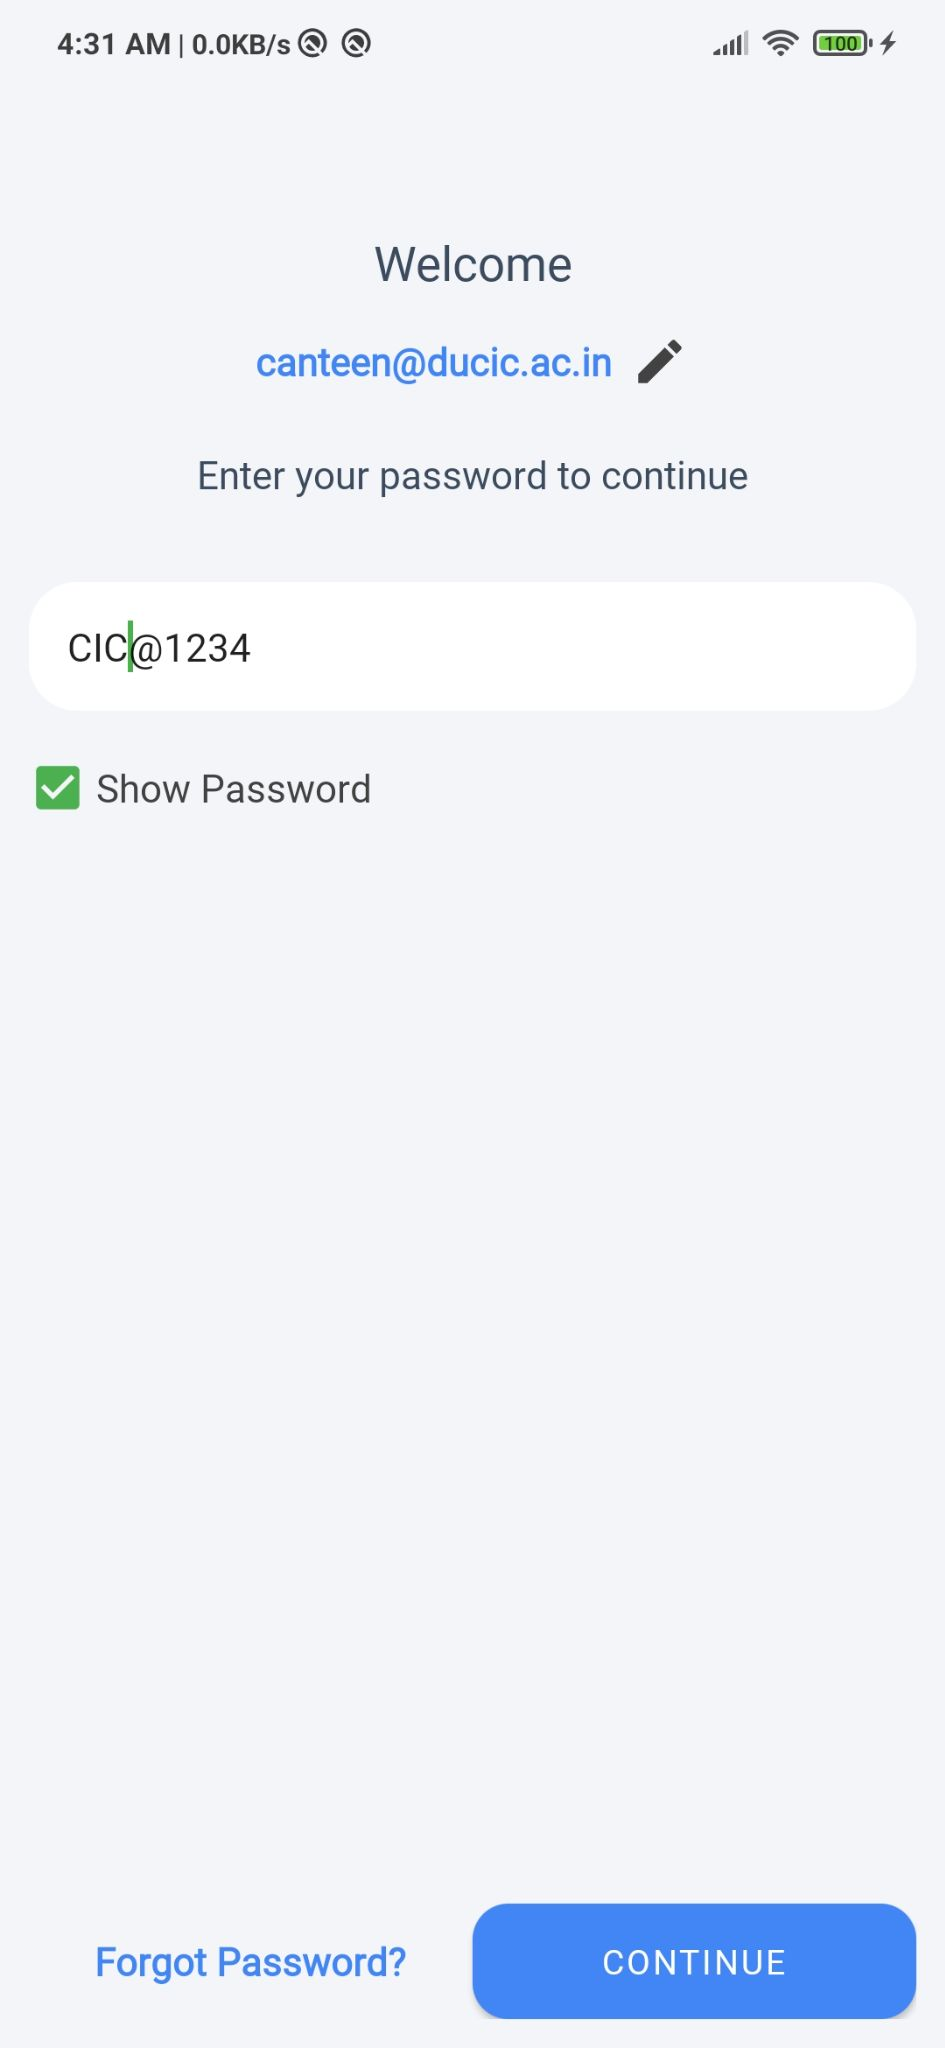 4:31 AM | 0.0KB/s 100
Welcome
canteen@ducic.ac.in
Enter your password to continue
CIC@1234
Show Password
Forgot Password? CONTINUE